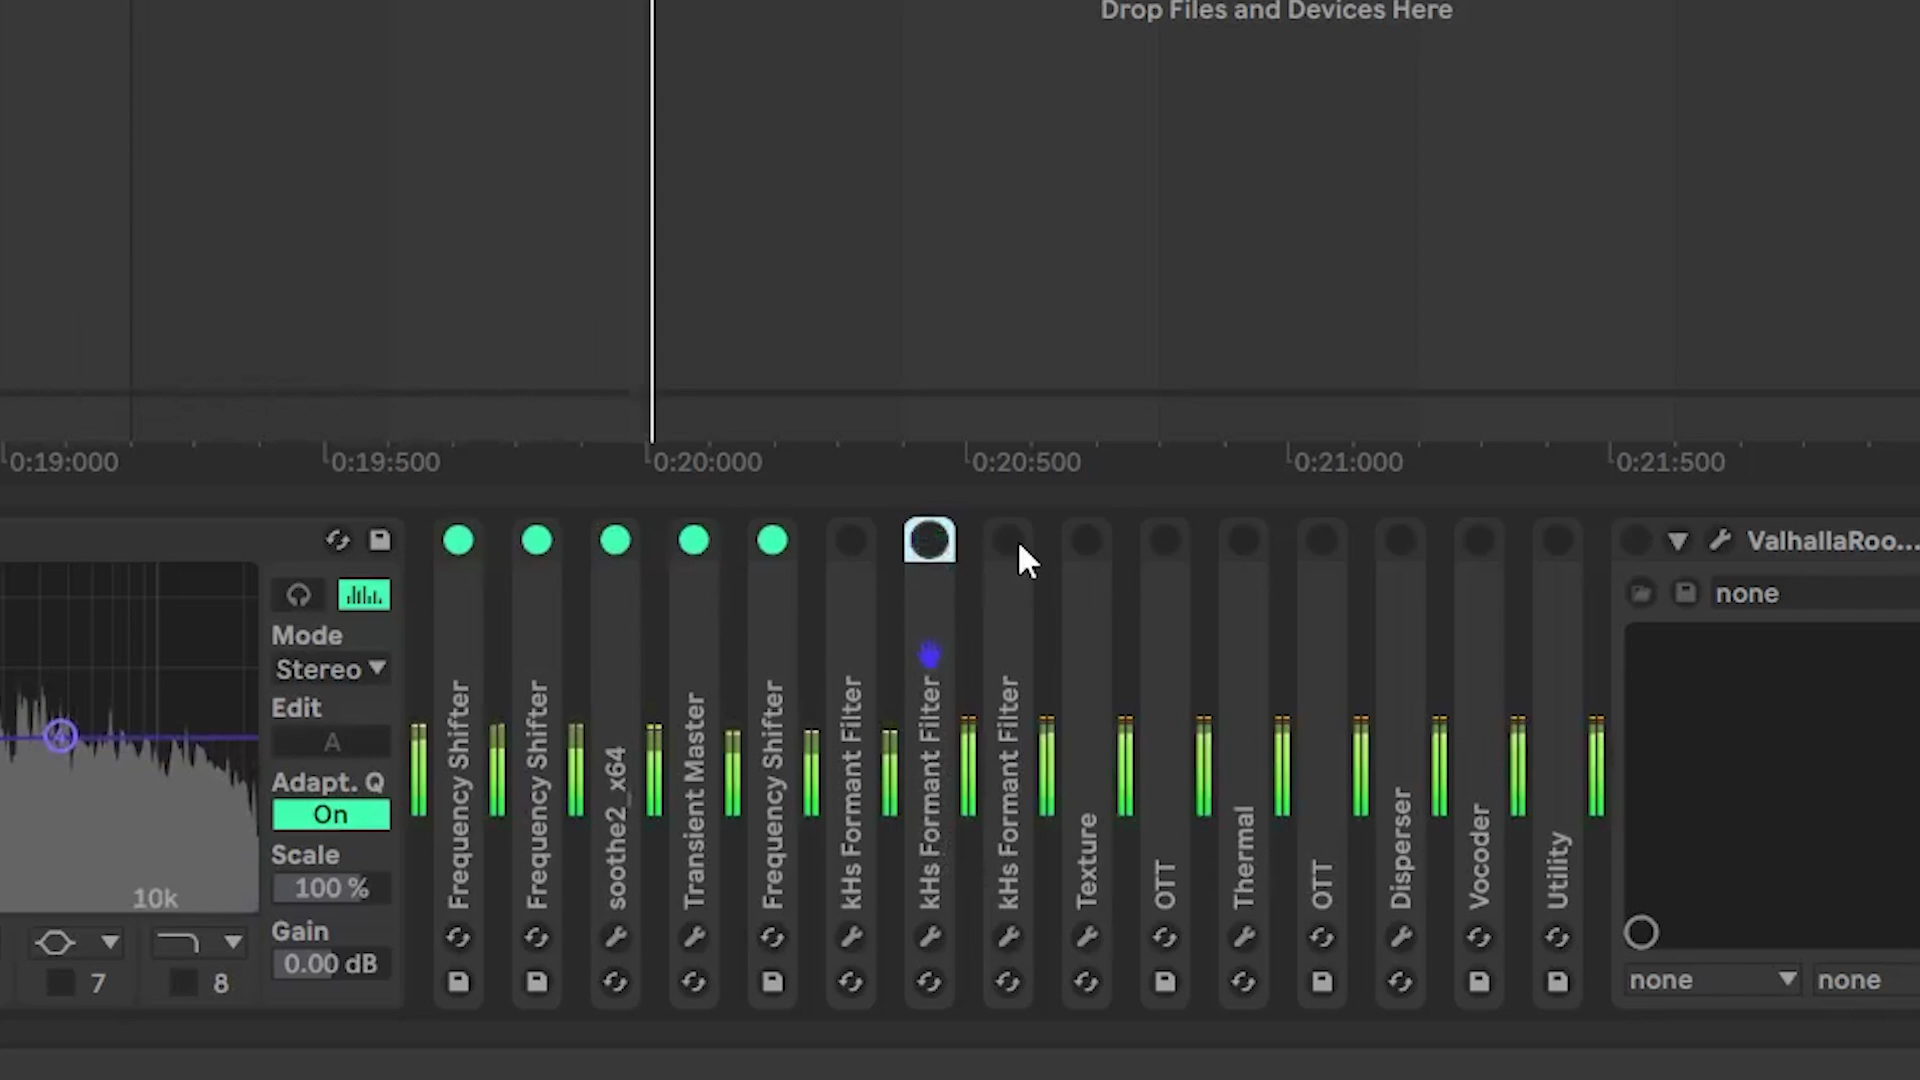 Drop Files and Devices Here
0:19:000
0:19:500
0:20:000
0:20:500
0:21:000
0:21:500
Mode
Stereo
Edit
A
Adapt. Q
On
Scale
100 %
Gain
0.00 dB
10k
7
8
Frequency Shifter
Frequency Shifter
soothe2_x64
Transient Master
Frequency Shifter
kHs Formant Filter
kHs Formant Filter
kHs Formant Filter
Texture
OTT
Thermal
OTT
Disperser
Vocoder
Utility
ValhallaRoo...
none
none
none